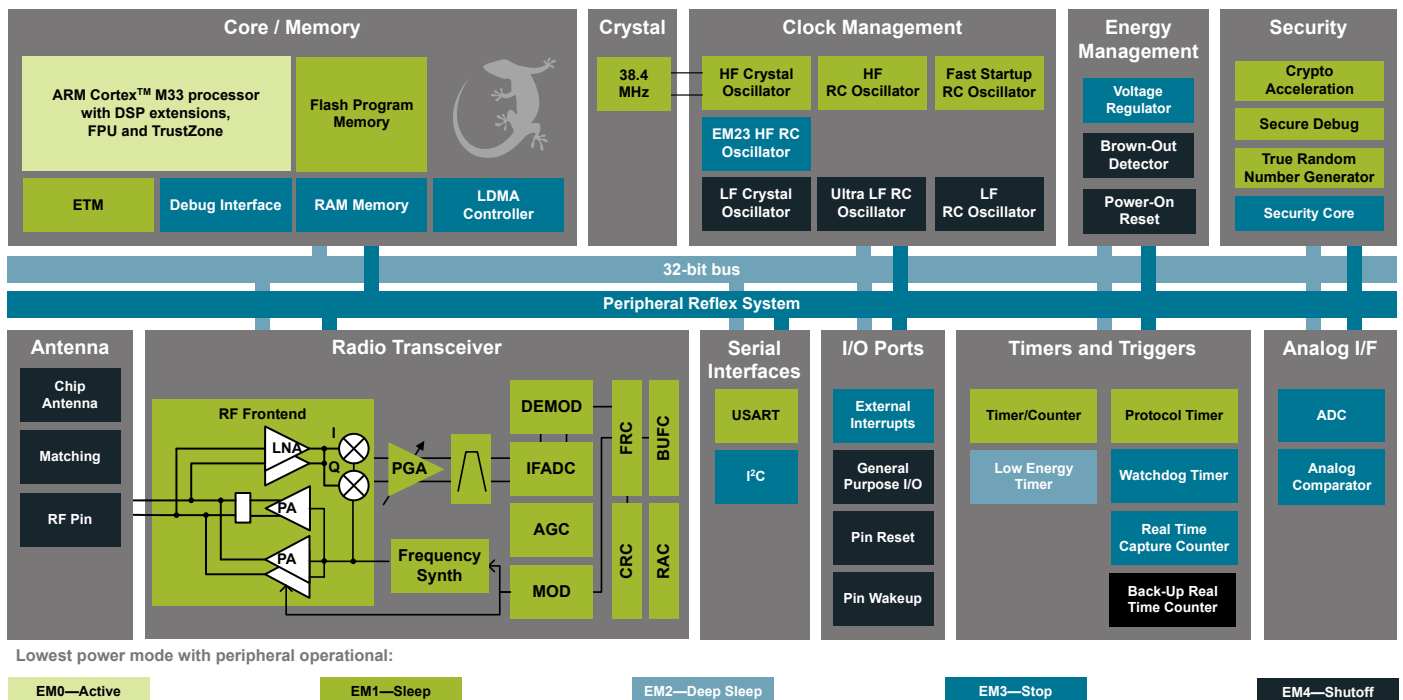 Core / Memory
ARM Cortex™ M33 processor
with DSP extensions,
FPU and TrustZone
Flash Program
Memory
ETM
Debug Interface
RAM Memory
LDMA
Controller
Crystal
38.4
MHz
Clock Management
HF Crystal
Oscillator
HF
RC Oscillator
Fast Startup
RC Oscillator
EM23 HF RC
Oscillator
LF Crystal
Oscillator
Ultra LF RC
Oscillator
LF
RC Oscillator
Energy
Management
Voltage
Regulator
Brown-Out
Detector
Power-On
Reset
Security
Crypto
Acceleration
Secure Debug
True Random
Number Generator
Security Core
32-bit bus
Peripheral Reflex System
Antenna
Chip
Antenna
Matching
RF Pin
Radio Transceiver
RF Frontend
LNA
I
Q
PA
PA
PGA
Frequency
Synth
DEMOD
IFADC
AGC
MOD
FRC
BUFC
CRC
RAC
Serial
Interfaces
USART
I²C
I/O Ports
External
Interrupts
General
Purpose I/O
Pin Reset
Pin Wakeup
Timers and Triggers
Timer/Counter
Protocol Timer
Low Energy
Timer
Watchdog Timer
Real Time
Capture Counter
Back-Up Real
Time Counter
Analog I/F
ADC
Analog
Comparator
Lowest power mode with peripheral operational:
EM0—Active
EM1—Sleep
EM2—Deep Sleep
EM3—Stop
EM4—Shutoff